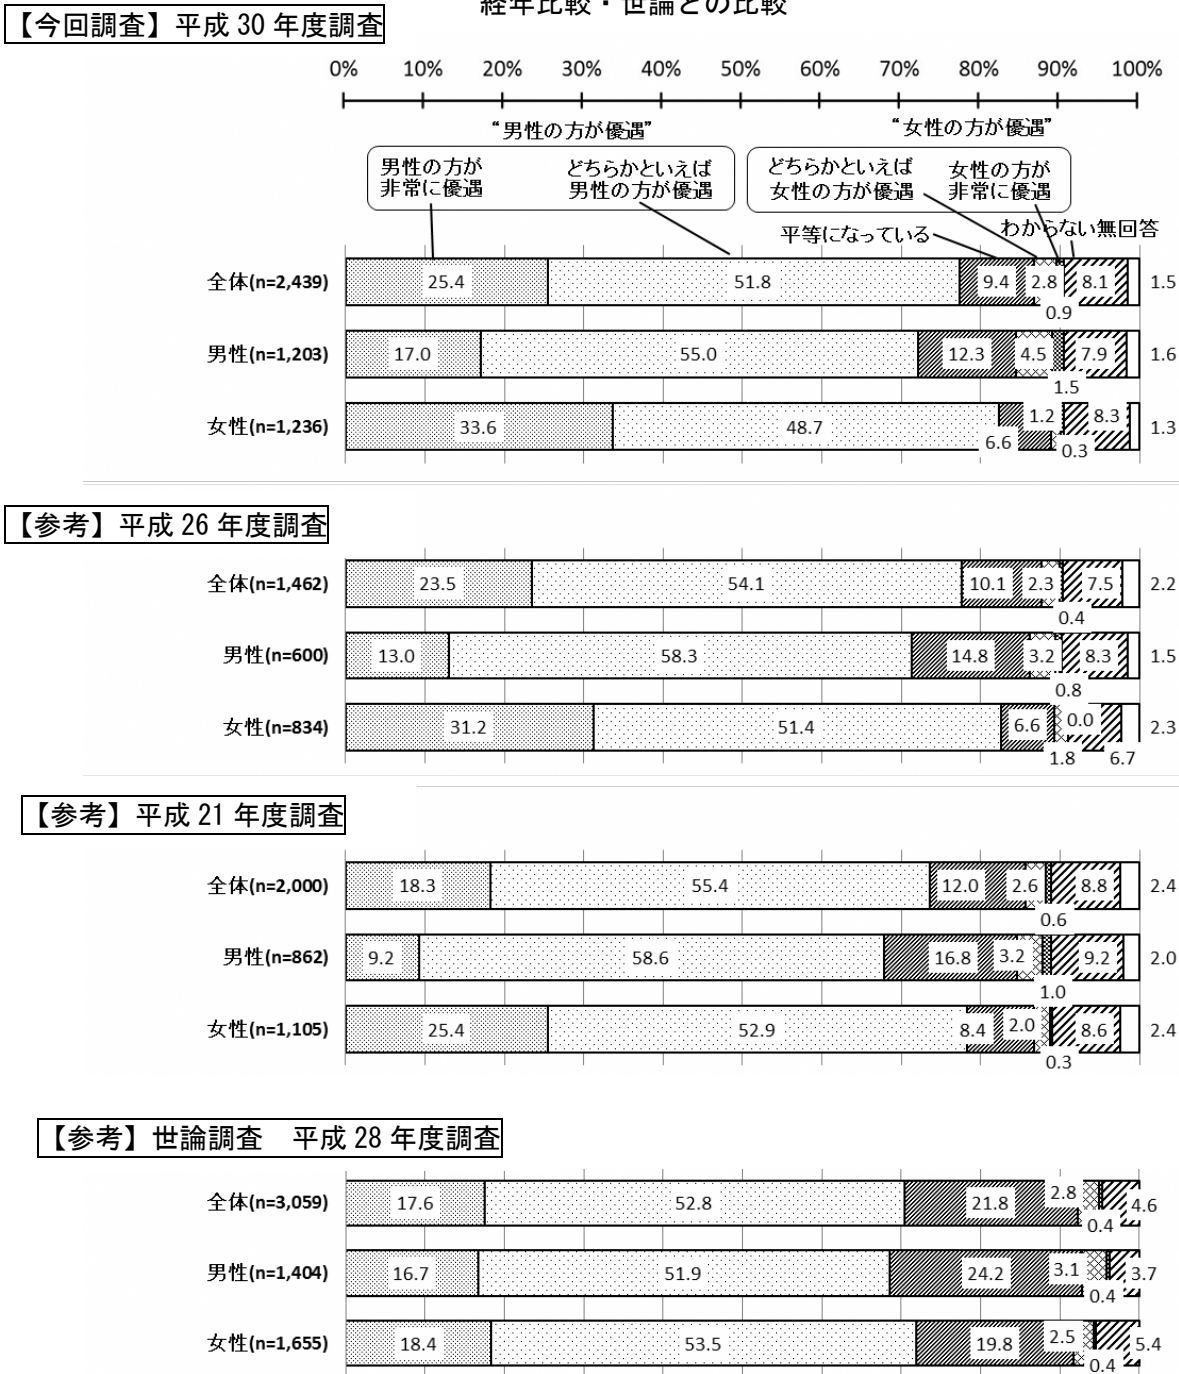 経年比較・世論との比較
【今回調査】平成 30 年度調査
0% 10% 20% 30% 40% 50% 60% 70% 80% 90% 100%
“男性の方が優遇” “女性の方が優遇”
男性の方が
非常に優遇
どちらかといえば
男性の方が優遇
どちらかといえば
女性の方が優遇
女性の方が
非常に優遇
平等になっている
わからない
無回答
全体(n=2,439) 25.4 51.8 9.4 2.8 0.9 8.1 1.5
男性(n=1,203) 17.0 55.0 12.3 4.5 1.5 7.9 1.6
女性(n=1,236) 33.6 48.7 6.6 1.2 0.3 8.3 1.3
【参考】平成 26 年度調査
全体(n=1,462) 23.5 54.1 10.1 2.3 0.4 7.5 2.2
男性(n=600) 13.0 58.3 14.8 3.2 0.8 8.3 1.5
女性(n=834) 31.2 51.4 6.6 1.8 0.0 6.7 2.3
【参考】平成 21 年度調査
全体(n=2,000) 18.3 55.4 12.0 2.6 0.6 8.8 2.4
男性(n=862) 9.2 58.6 16.8 3.2 1.0 9.2 2.0
女性(n=1,105) 25.4 52.9 8.4 2.0 0.3 8.6 2.4
【参考】世論調査　平成 28 年度調査
全体(n=3,059) 17.6 52.8 21.8 2.8 0.4 4.6
男性(n=1,404) 16.7 51.9 24.2 3.1 0.4 3.7
女性(n=1,655) 18.4 53.5 19.8 2.5 0.4 5.4